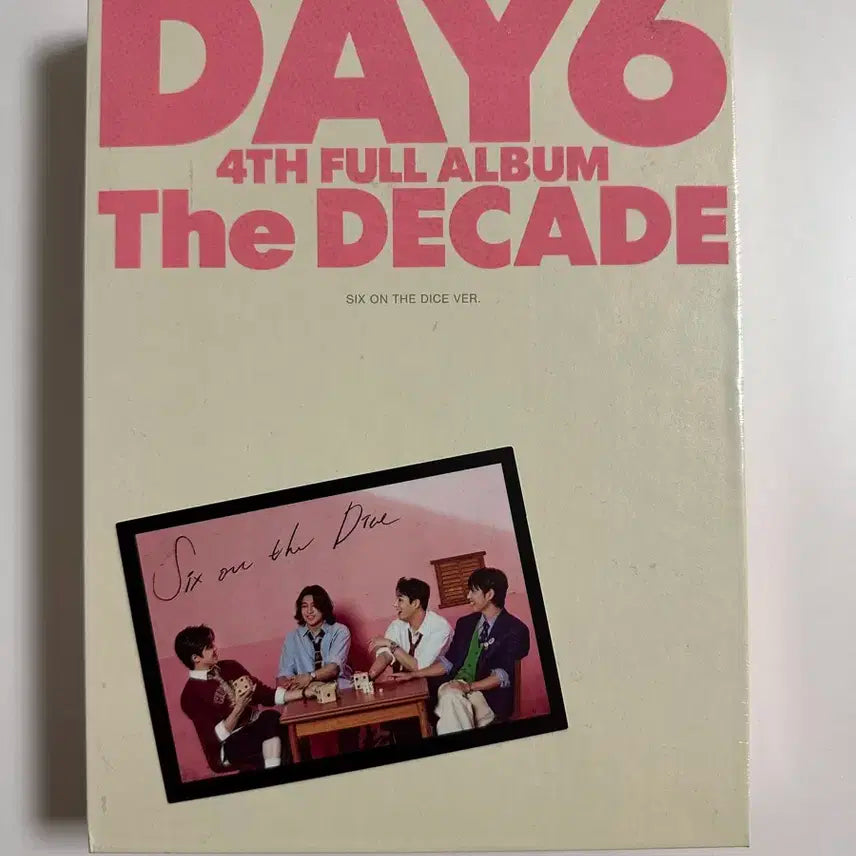 DAY6
4TH FULL ALBUM
The DECADE
SIX ON THE DICE VER.
Six on the Dice